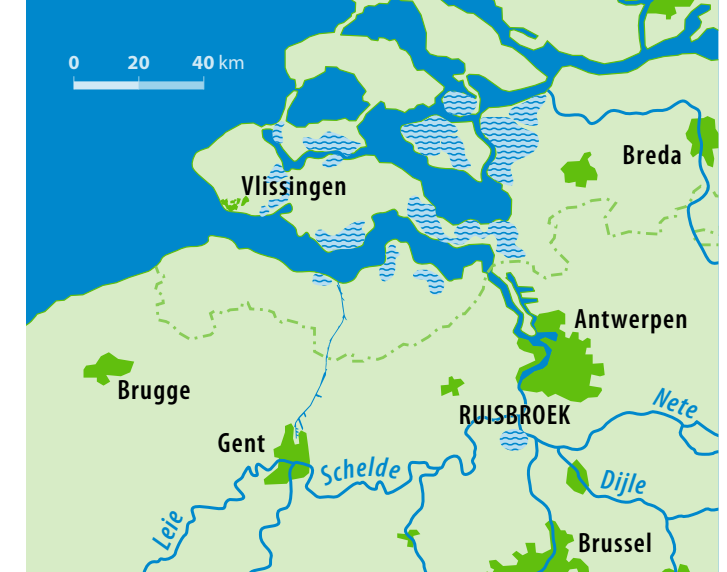 0 20 40 km
Breda
Vlissingen
Antwerpen
Brugge
Nete
RUISBROEK
Gent
Schelde
Dijle
Leie
Brussel